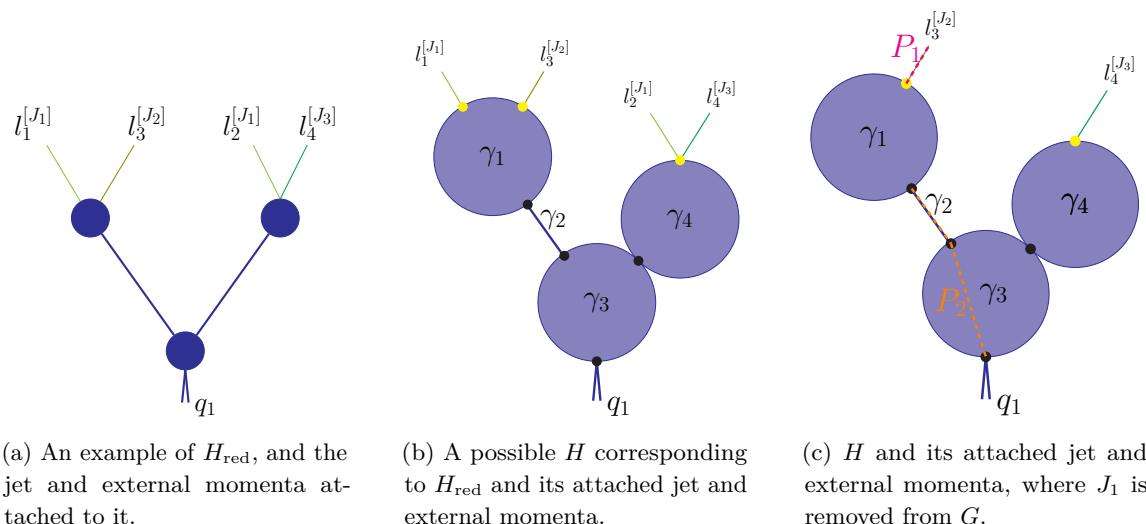 l_1^{[J_1]} l_3^{[J_2]} l_2^{[J_1]} l_4^{[J_3]}
q_1
(a) An example of H_red, and the
jet and external momenta at-
tached to it.
l_1^{[J_1]} l_3^{[J_2]}
l_2^{[J_1]} l_4^{[J_3]}
γ_1
γ_2
γ_4
γ_3
q_1
(b) A possible H corresponding
to H_red and its attached jet and
external momenta.
l_3^{[J_2]}
P_1
l_4^{[J_3]}
γ_1
γ_2
γ_4
γ_3
P_2
q_1
(c) H and its attached jet and
external momenta, where J_1 is
removed from G.